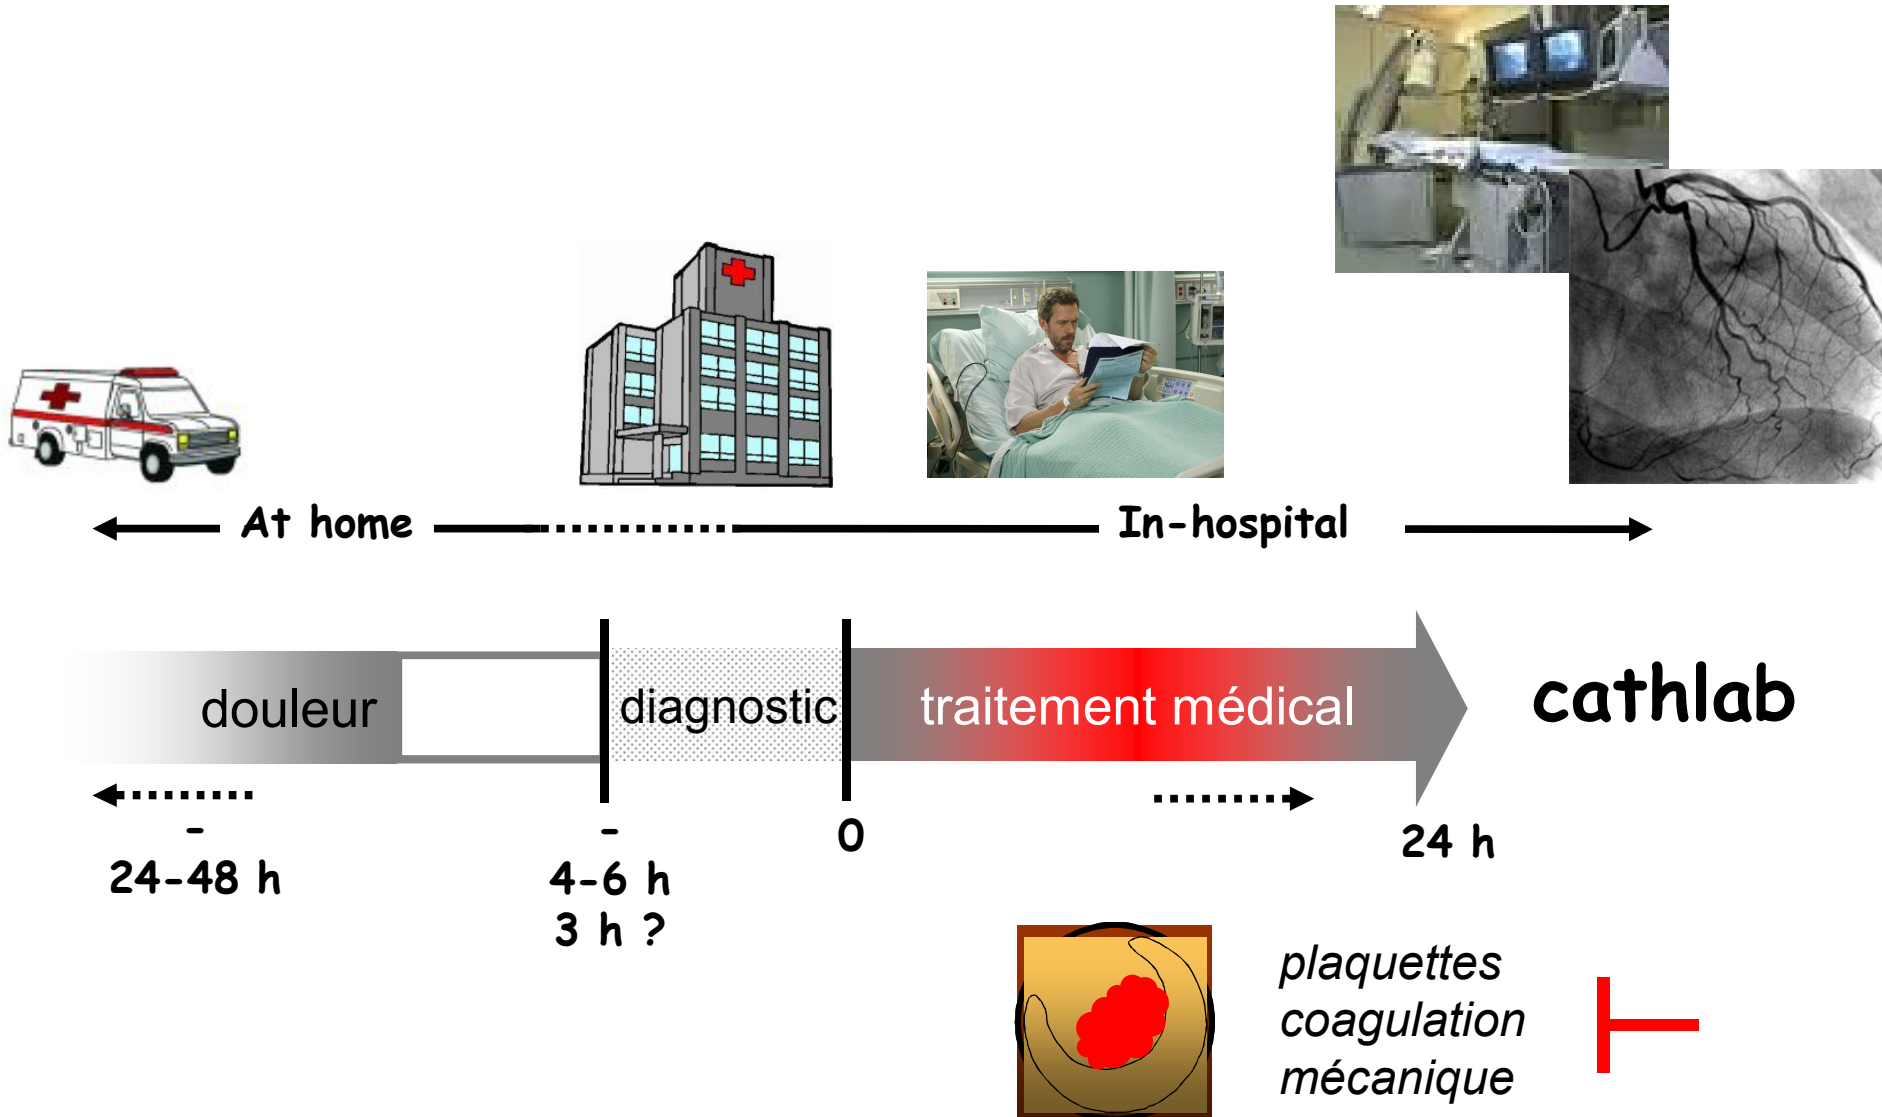 At home
In-hospital
douleur
diagnostic
traitement médical
cathlab
-
24-48 h
-
4-6 h
3 h ?
0
24 h
plaquettes
coagulation
mécanique